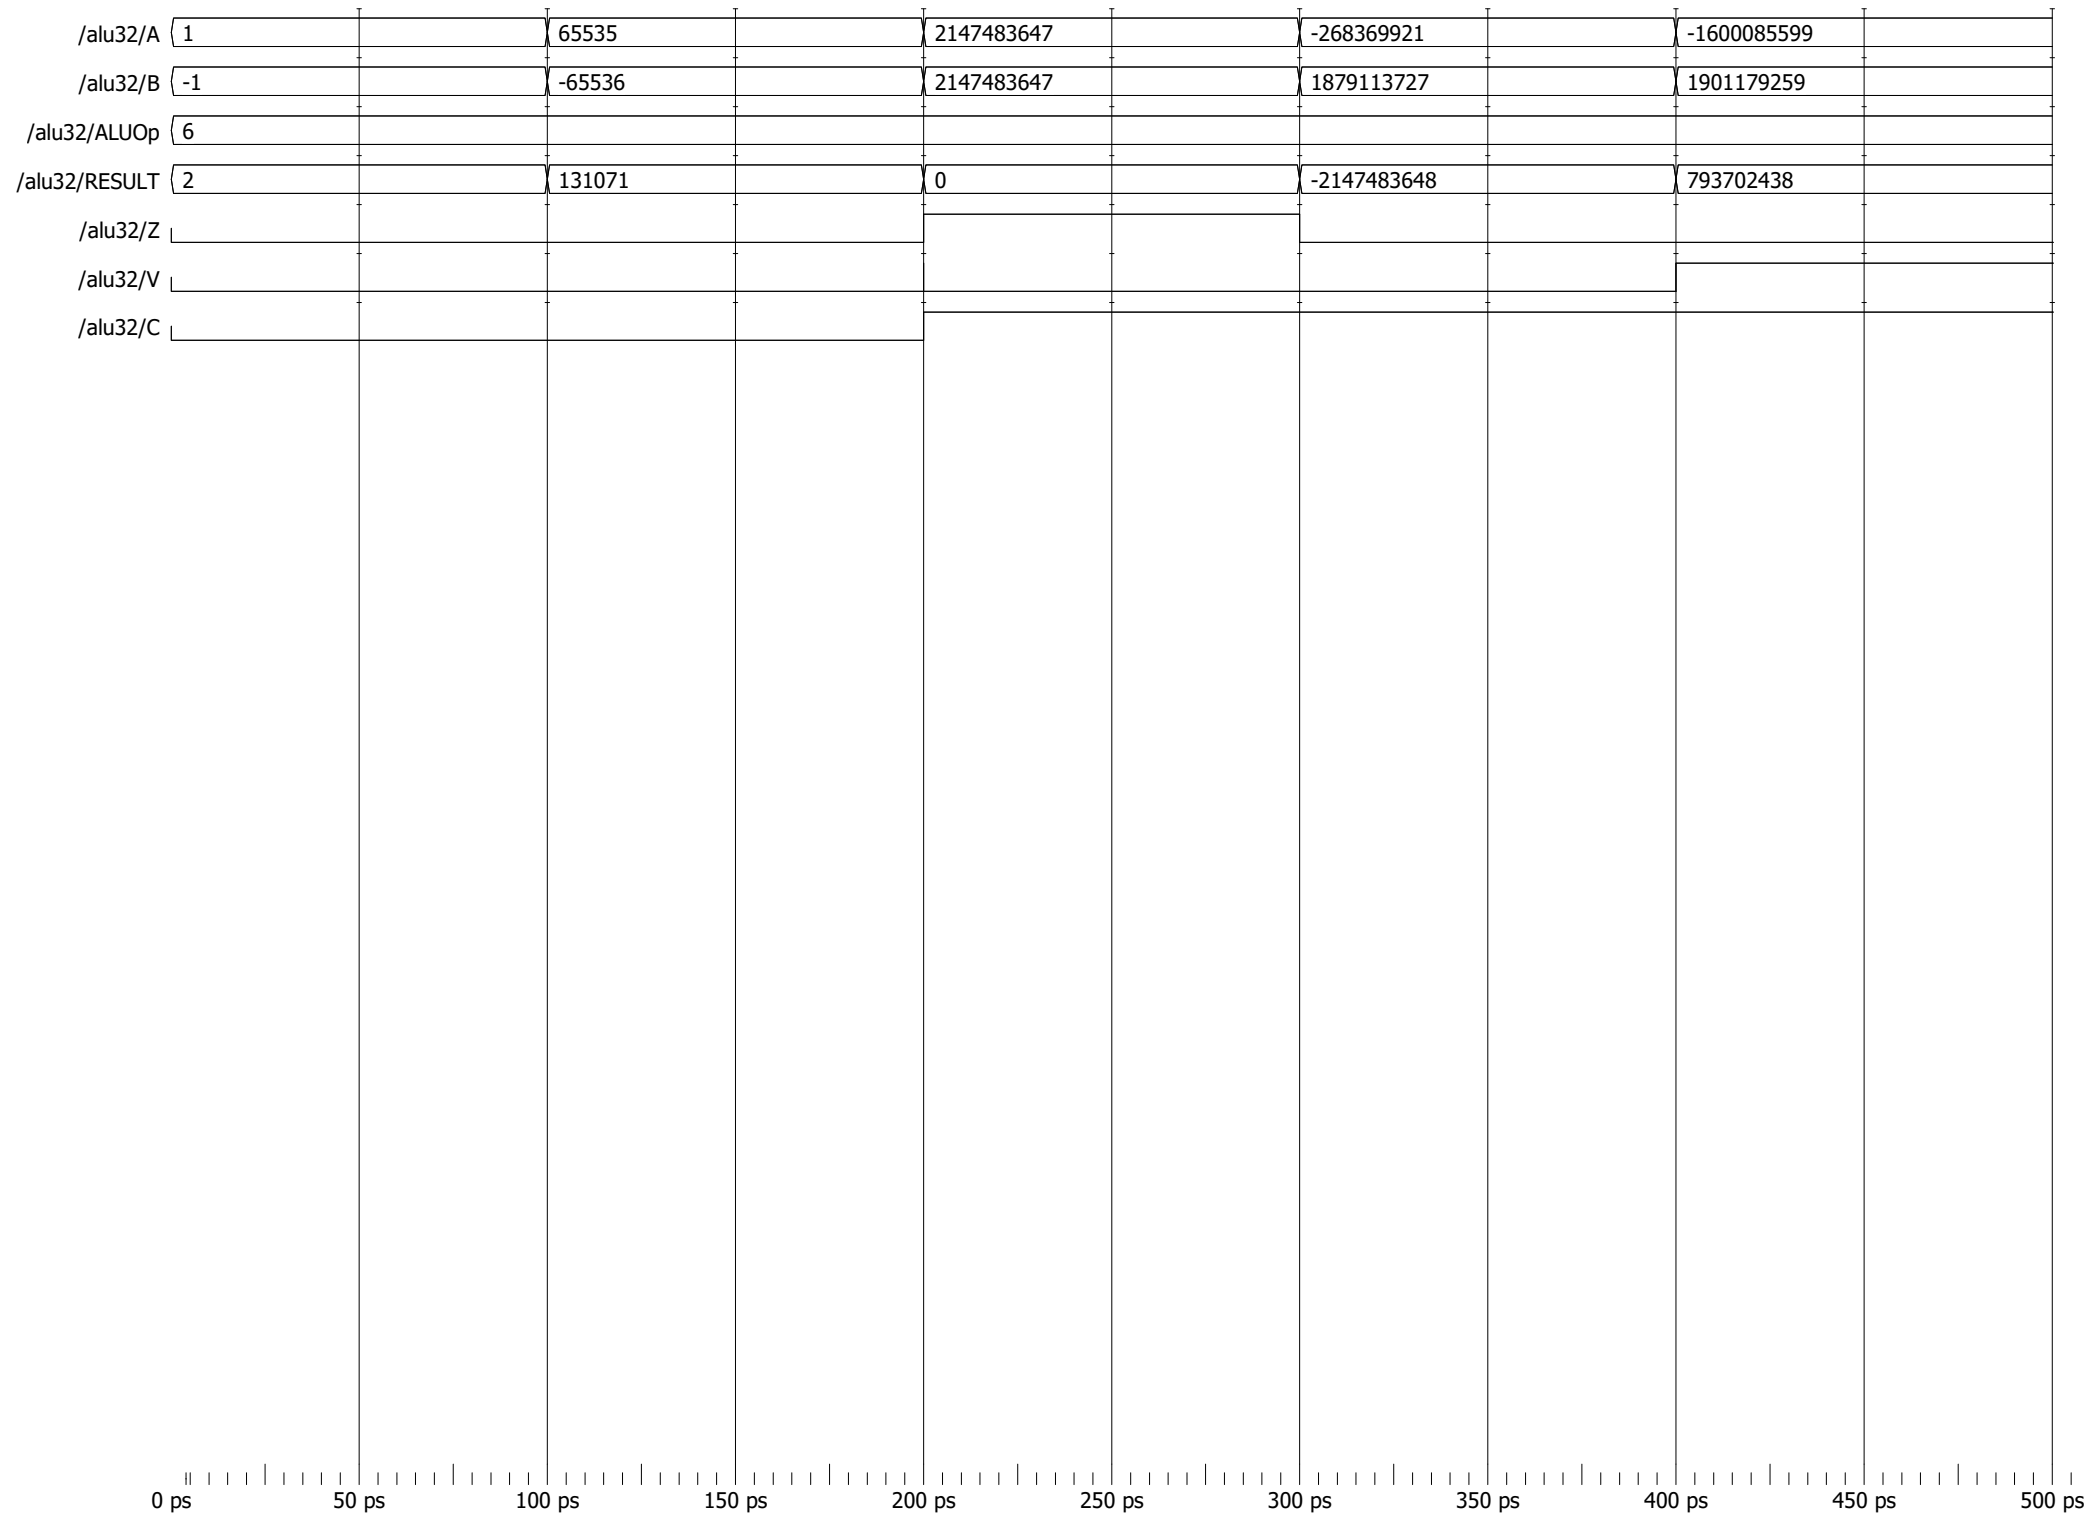 /alu32/A 1 65535 2147483647 -268369921 -1600085599
/alu32/B -1 -65536 2147483647 1879113727 1901179259
/alu32/ALUOp 6
/alu32/RESULT 2 131071 0 -2147483648 793702438
/alu32/Z
/alu32/V
/alu32/C
0 ps 50 ps 100 ps 150 ps 200 ps 250 ps 300 ps 350 ps 400 ps 450 ps 500 ps